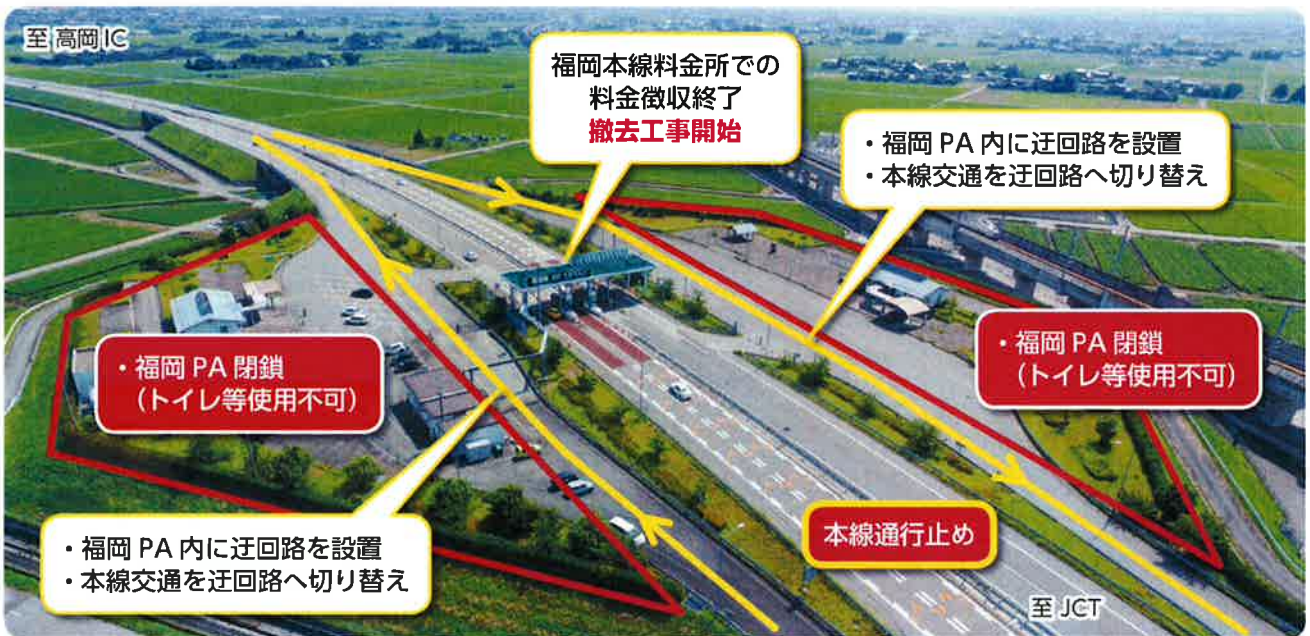 至 高岡 IC
福岡本線料金所での
料金徴収終了
撤去工事開始
・福岡 PA 内に迂回路を設置
・本線交通を迂回路へ切り替え
・福岡 PA 閉鎖
（トイレ等使用不可）
・福岡 PA 閉鎖
（トイレ等使用不可）
・福岡 PA 内に迂回路を設置
・本線交通を迂回路へ切り替え
本線通行止め
至 JCT